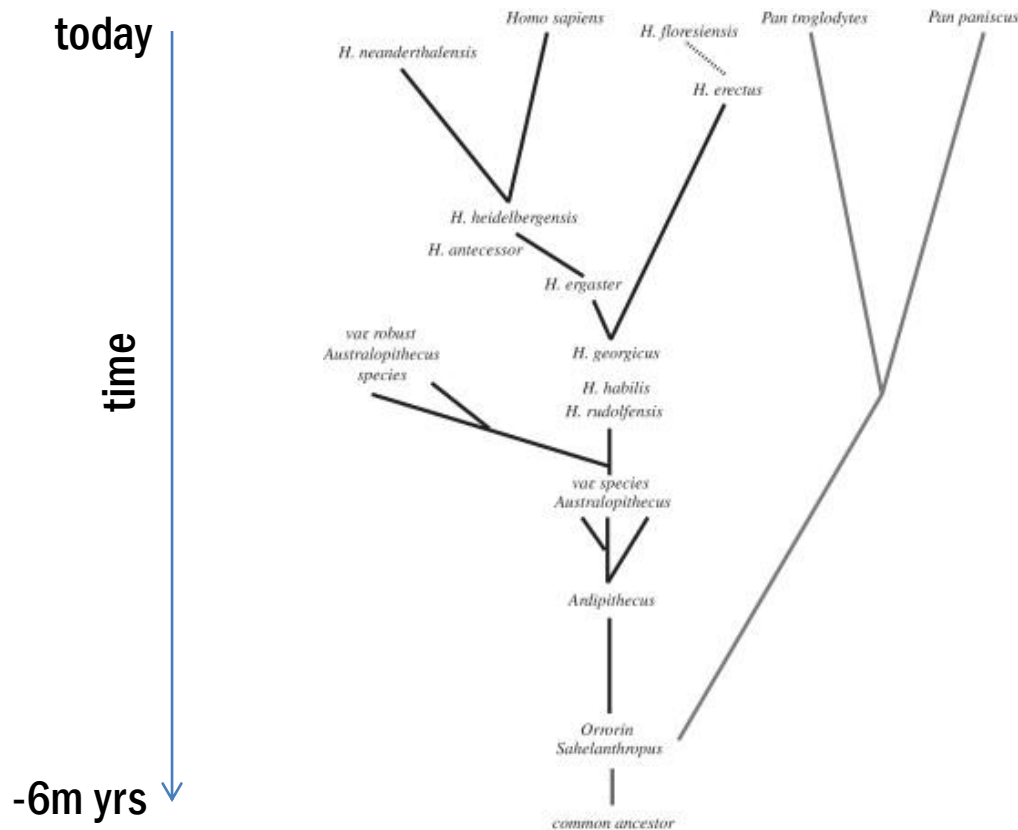 today
Homo sapiens
Pan troglodytes
Pan paniscus
H. floresiensis
H. neanderthalensis
H. erectus
H. heidelbergensis
H. antecessor
H. ergaster
time
var robust
Australopithecus
species
H. georgicus
H. habilis
H. rudolfensis
var species
Australopithecus
Ardipithecus
Orrorin
Sahelanthropus
-6m yrs
common ancestor